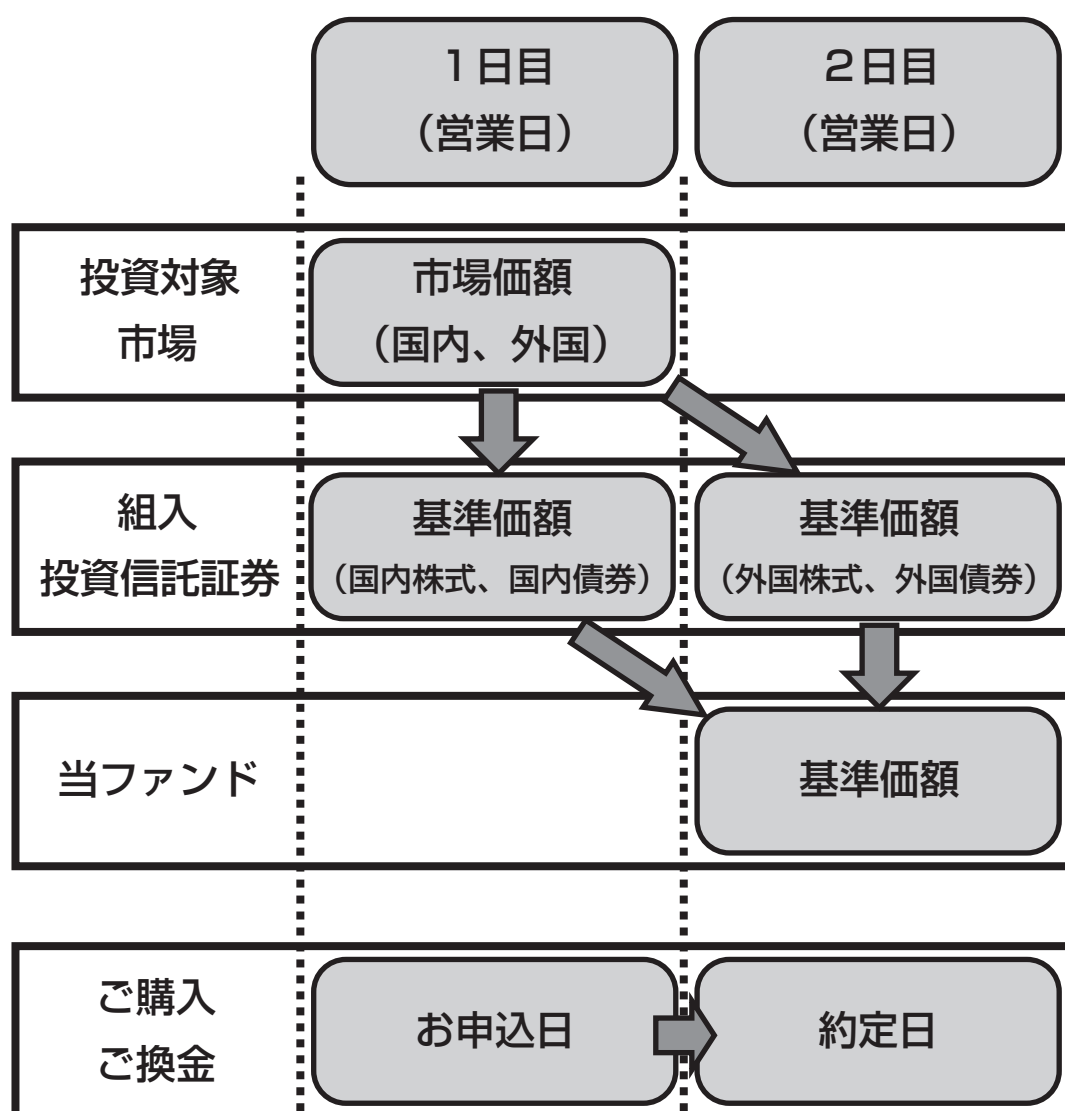 1日目
（営業日）
2日目
（営業日）
投資対象
市場
市場価額
（国内、外国）
組入
投資信託証券
基準価額
（国内株式、国内債券）
基準価額
（外国株式、外国債券）
当ファンド
基準価額
ご購入
ご換金
お申込日
約定日